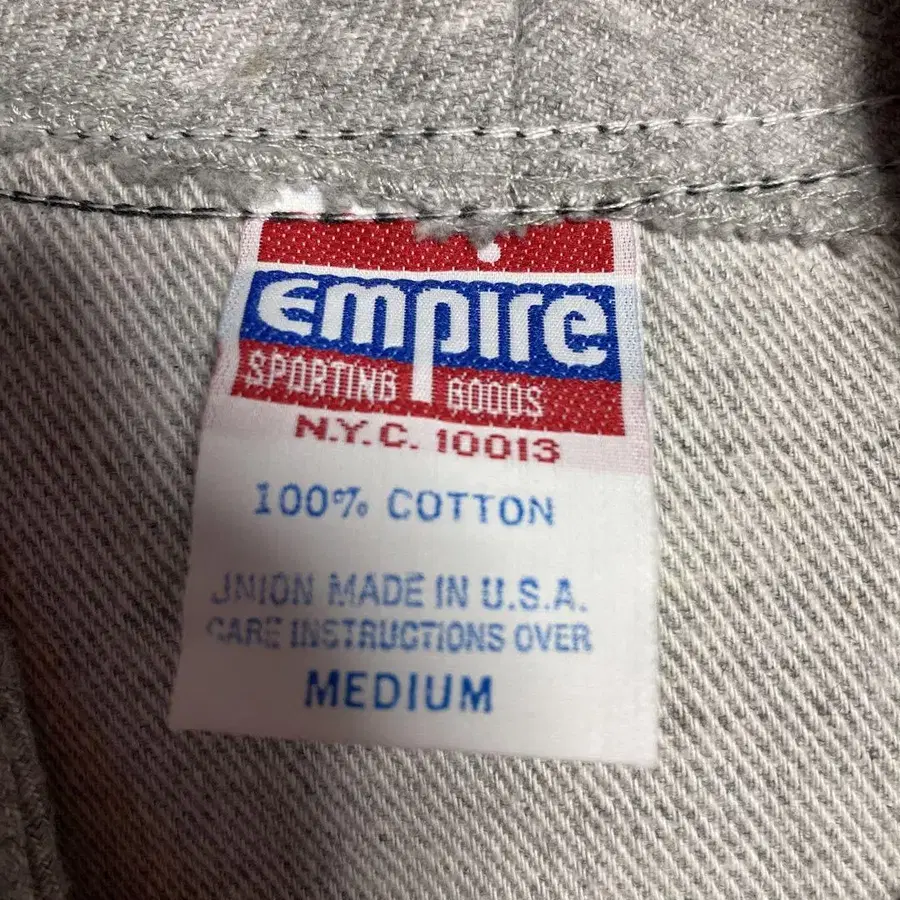 empire
SPORTING GOODS
N.Y.C. 10013
100% COTTON
UNION MADE IN U.S.A.
CARE INSTRUCTIONS OVER
MEDIUM